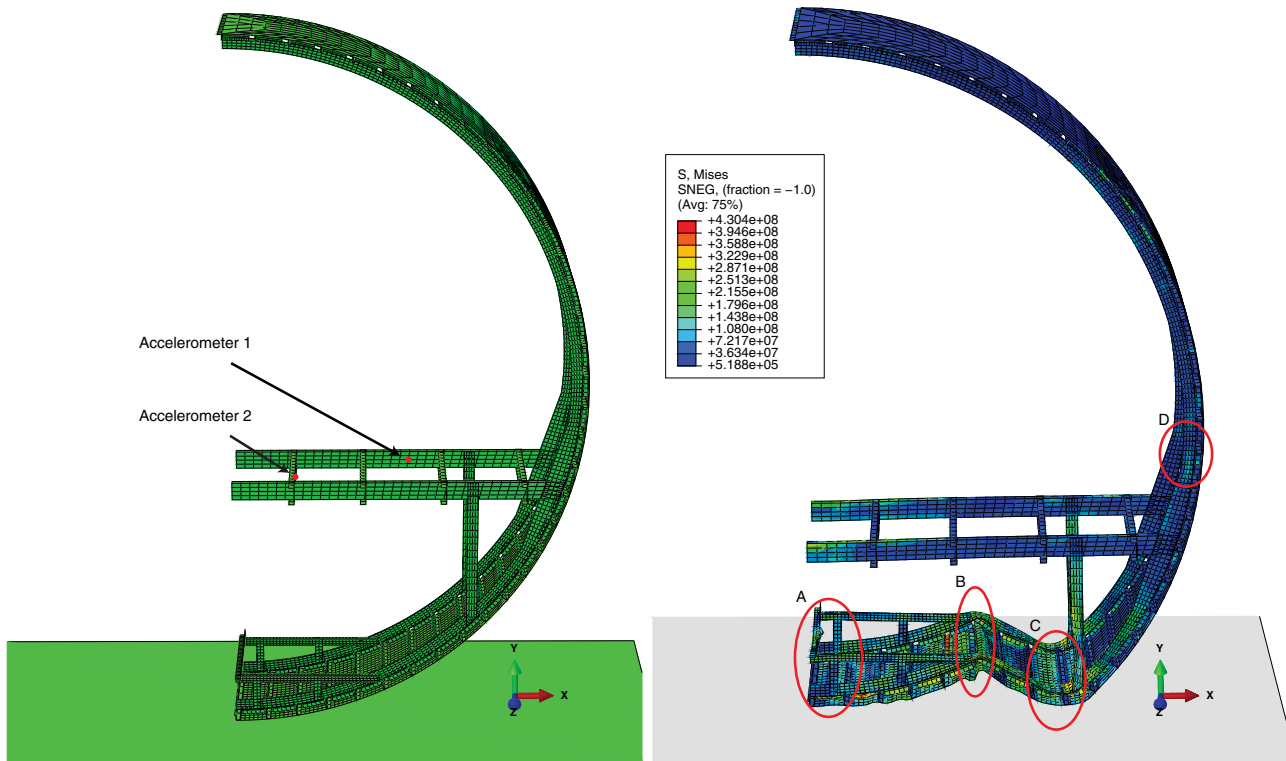 Accelerometer 1
Accelerometer 2
Y
X
Z
S, Mises
SNEG, (fraction = −1.0)
(Avg: 75%)
+4.304e+08
+3.946e+08
+3.588e+08
+3.229e+08
+2.871e+08
+2.513e+08
+2.155e+08
+1.796e+08
+1.438e+08
+1.080e+08
+7.217e+07
+3.634e+07
+5.188e+05
D
B
A
C
Y
X
Z